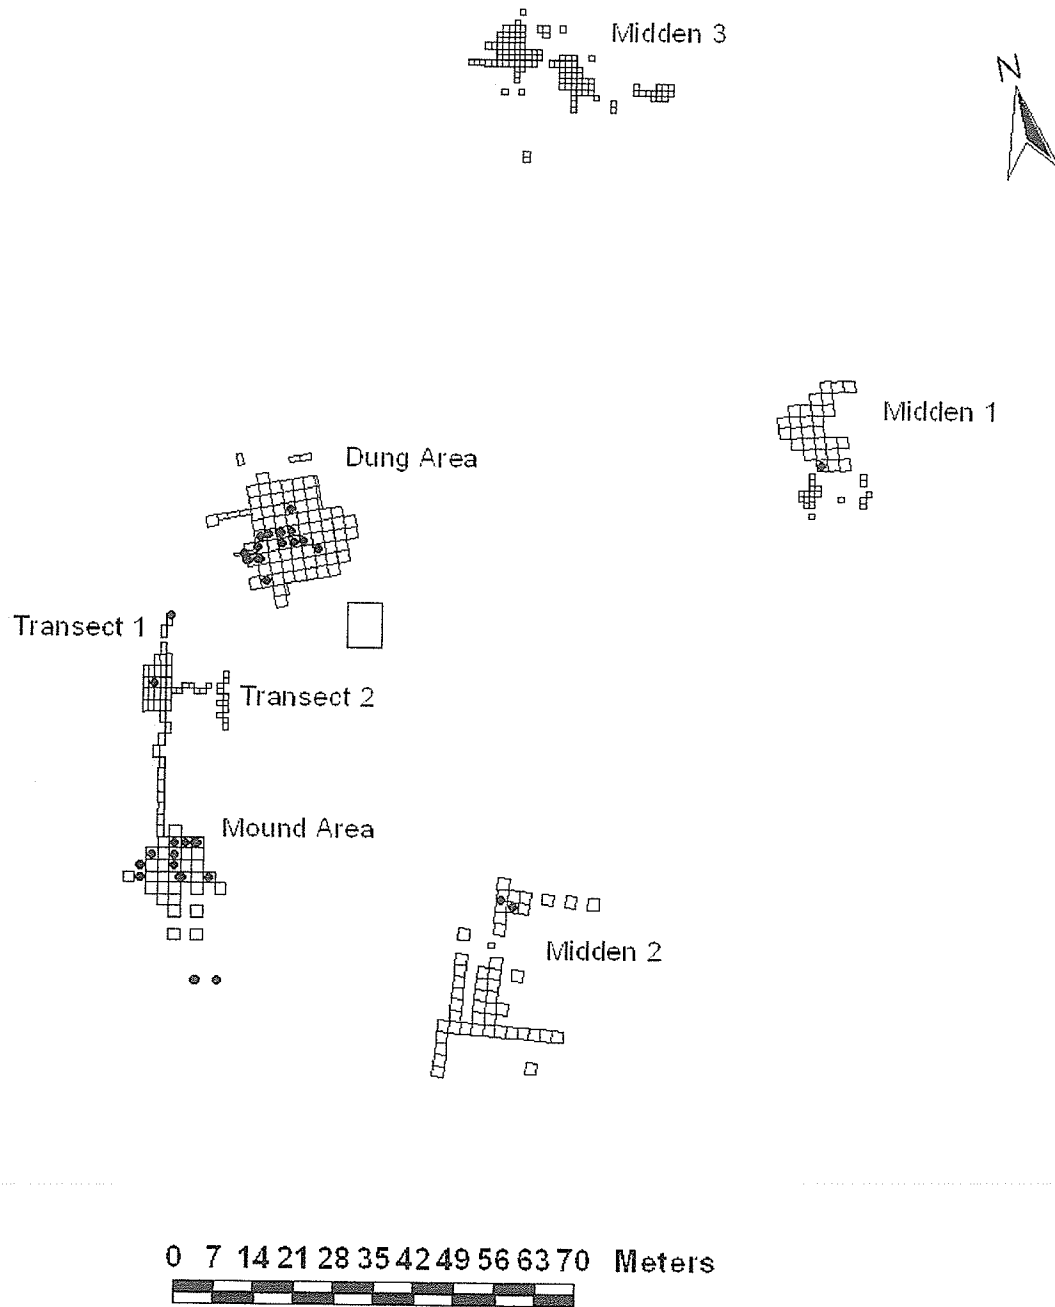 Midden 3
N
Midden 1
Dung Area
Transect 1
Transect 2
Mound Area
Midden 2
0 7 14 21 28 35 42 49 56 63 70 Meters